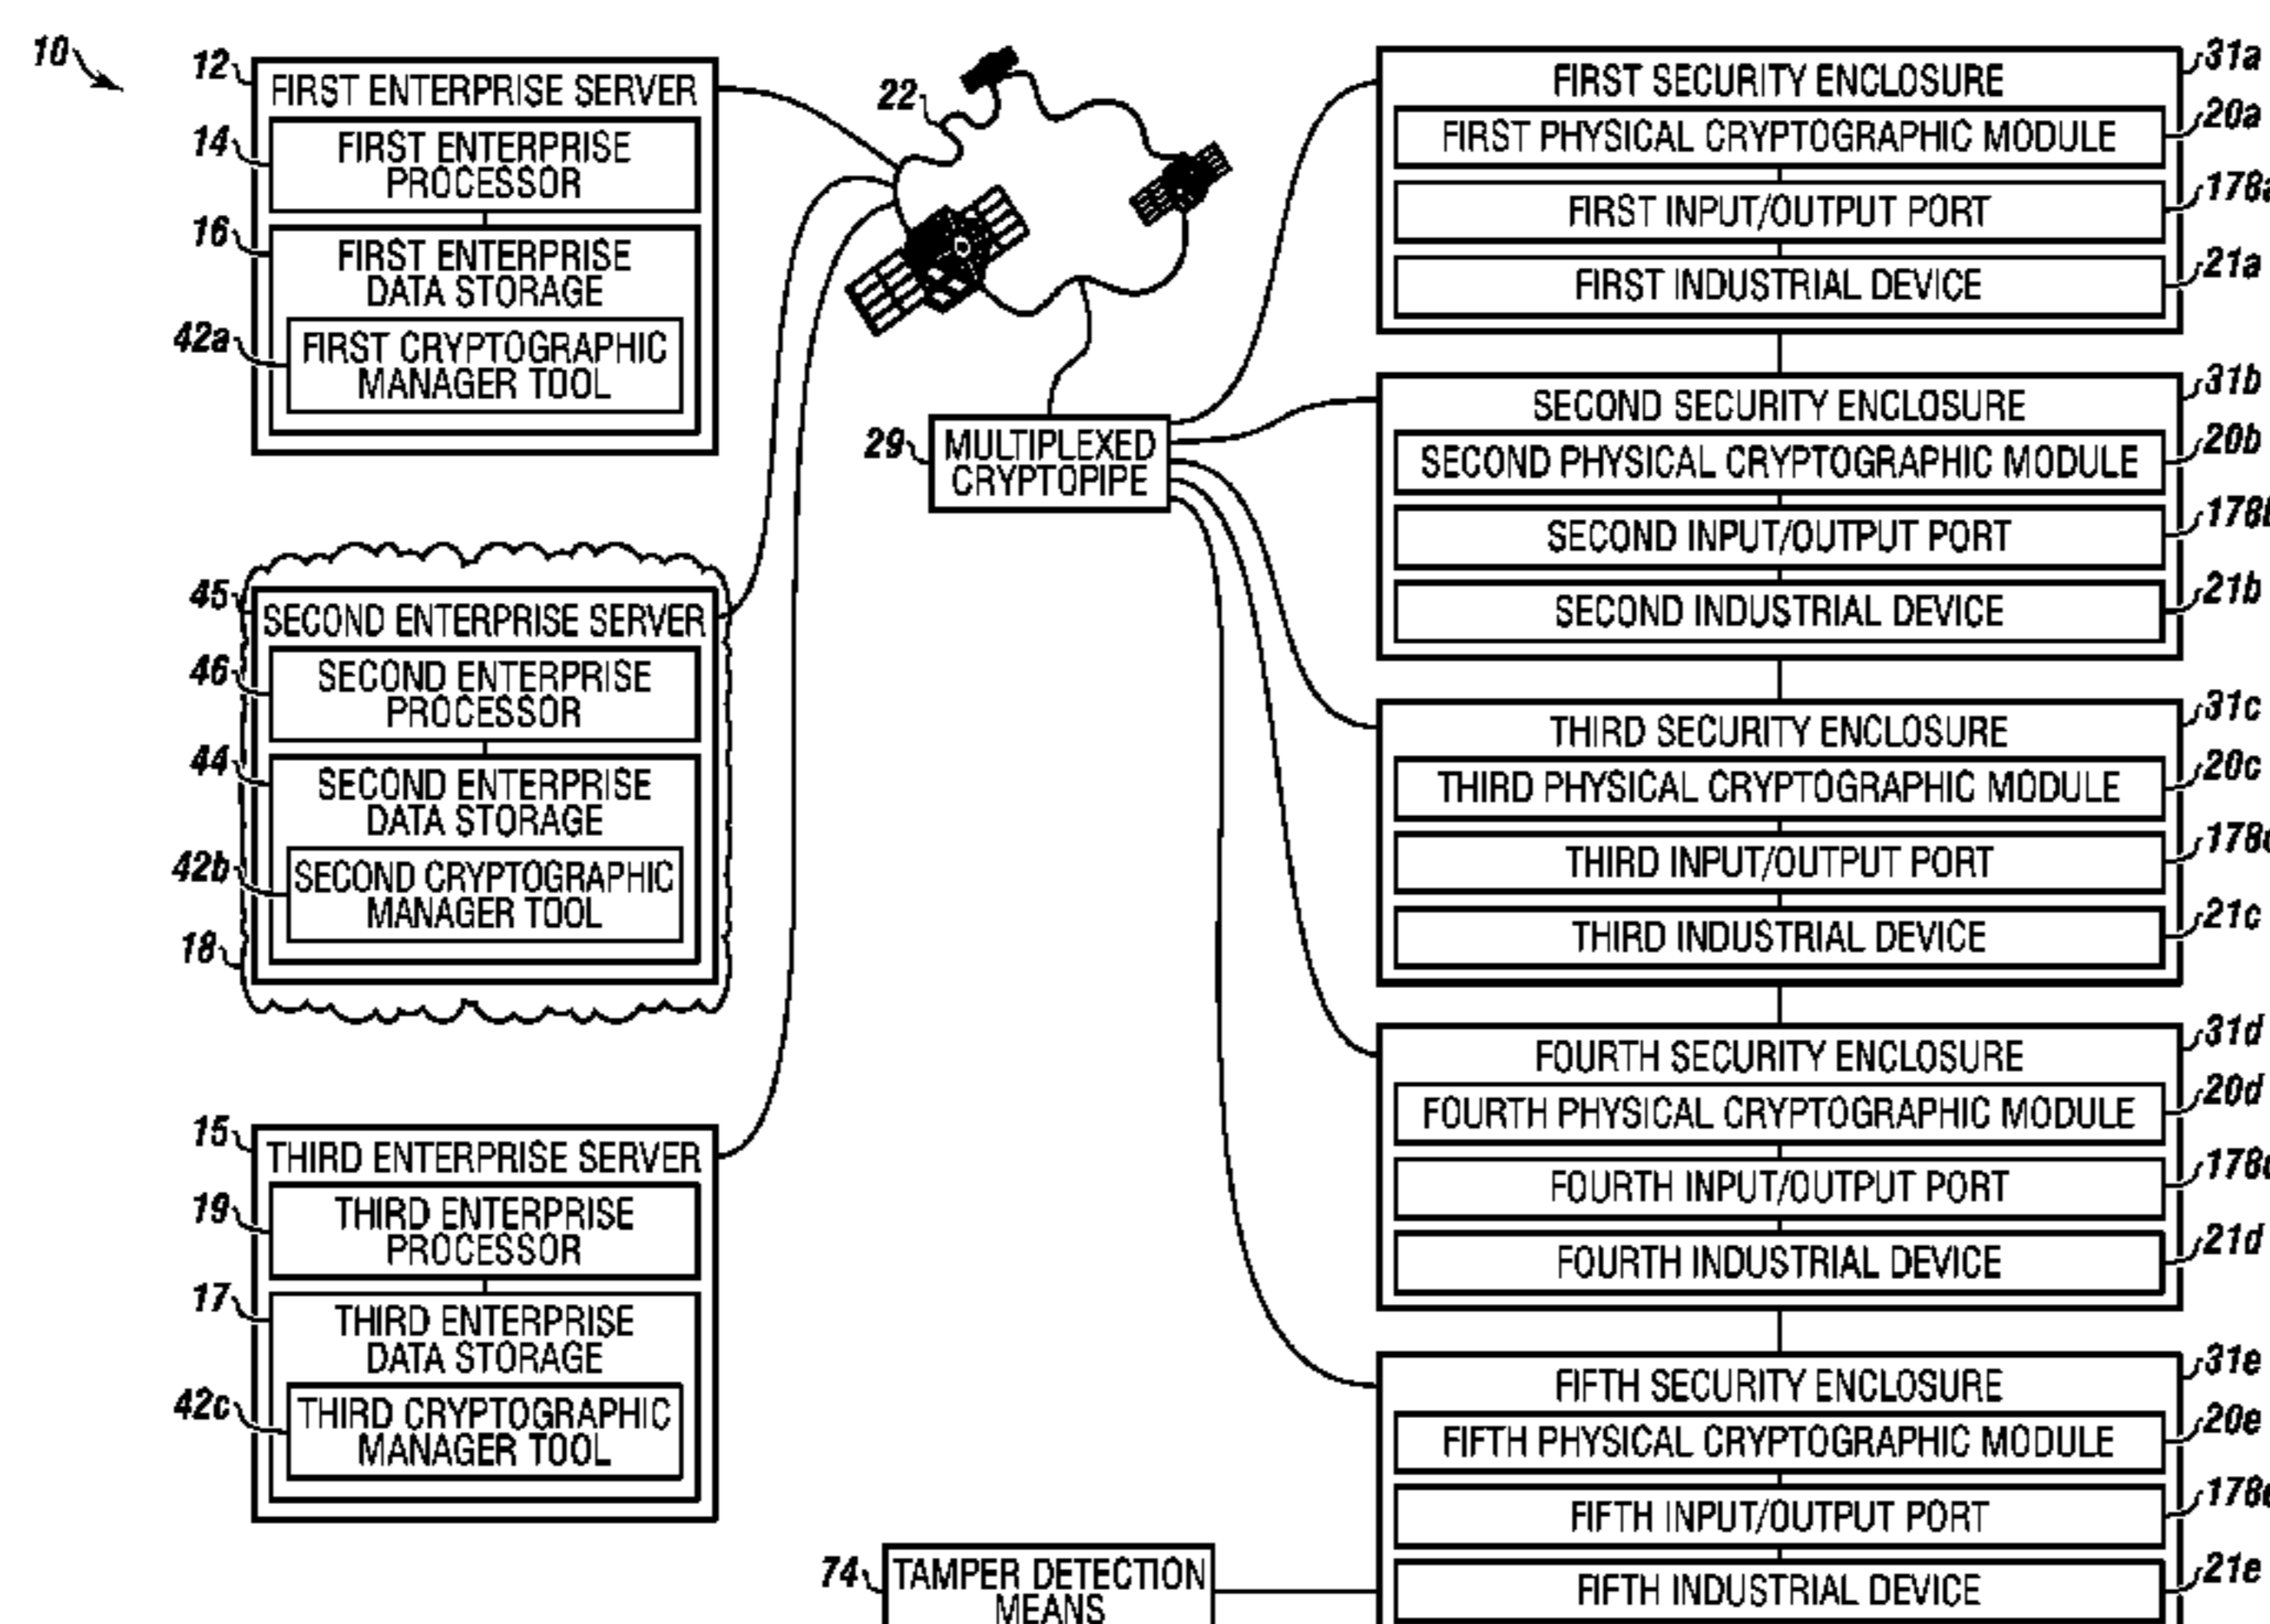 10
12
FIRST ENTERPRISE SERVER
14
FIRST ENTERPRISE
PROCESSOR
16
FIRST ENTERPRISE
DATA STORAGE
42a
FIRST CRYPTOGRAPHIC
MANAGER TOOL
45
SECOND ENTERPRISE SERVER
46
SECOND ENTERPRISE
PROCESSOR
44
SECOND ENTERPRISE
DATA STORAGE
42b
SECOND CRYPTOGRAPHIC
MANAGER TOOL
18
15
THIRD ENTERPRISE SERVER
19
THIRD ENTERPRISE
PROCESSOR
17
THIRD ENTERPRISE
DATA STORAGE
42c
THIRD CRYPTOGRAPHIC
MANAGER TOOL
22
29
MULTIPLEXED
CRYPTOPIPE
74
TAMPER DETECTION
MEANS
FIRST SECURITY ENCLOSURE
31a
FIRST PHYSICAL CRYPTOGRAPHIC MODULE
20a
FIRST INPUT/OUTPUT PORT
178a
FIRST INDUSTRIAL DEVICE
21a
SECOND SECURITY ENCLOSURE
31b
SECOND PHYSICAL CRYPTOGRAPHIC MODULE
20b
SECOND INPUT/OUTPUT PORT
178b
SECOND INDUSTRIAL DEVICE
21b
THIRD SECURITY ENCLOSURE
31c
THIRD PHYSICAL CRYPTOGRAPHIC MODULE
20c
THIRD INPUT/OUTPUT PORT
178c
THIRD INDUSTRIAL DEVICE
21c
FOURTH SECURITY ENCLOSURE
31d
FOURTH PHYSICAL CRYPTOGRAPHIC MODULE
20d
FOURTH INPUT/OUTPUT PORT
178d
FOURTH INDUSTRIAL DEVICE
21d
FIFTH SECURITY ENCLOSURE
31e
FIFTH PHYSICAL CRYPTOGRAPHIC MODULE
20e
FIFTH INPUT/OUTPUT PORT
178e
FIFTH INDUSTRIAL DEVICE
21e